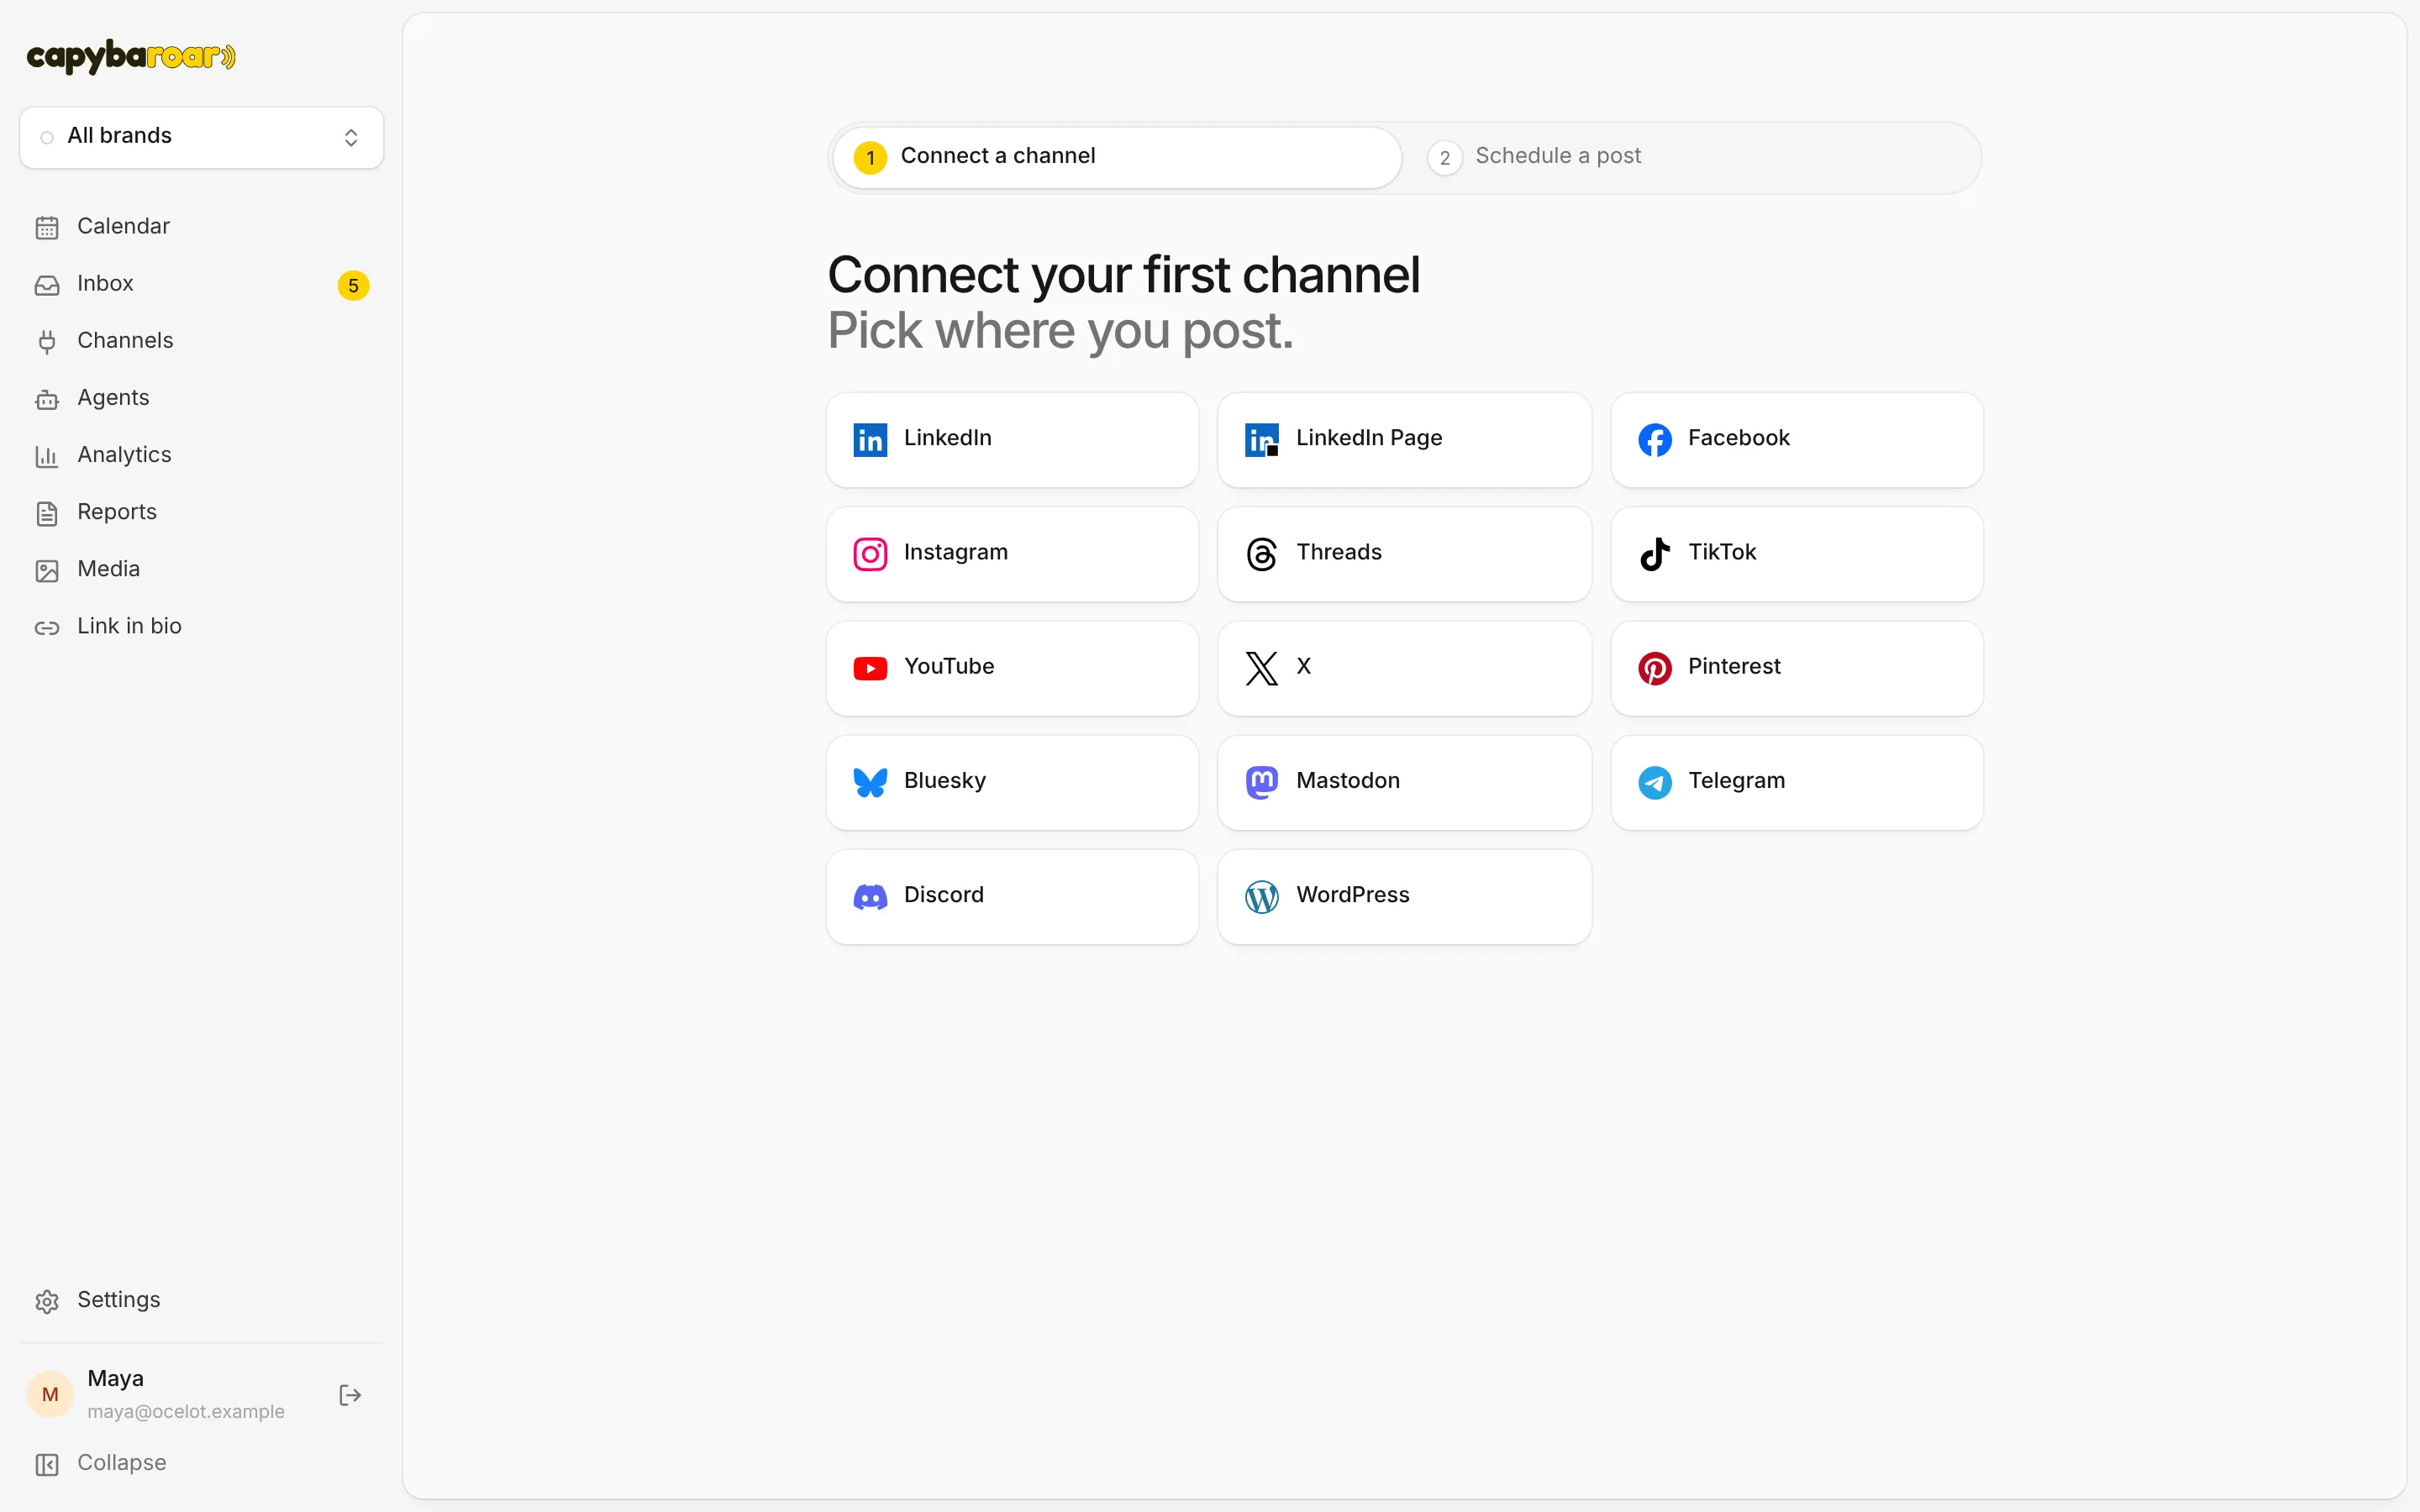 capybaroar
All brands
Calendar
Inbox
5
Channels
Agents
Analytics
Reports
Media
Link in bio
Settings
M
Maya
maya@ocelot.example
Collapse
1 Connect a channel
2 Schedule a post
Connect your first channel
Pick where you post.
LinkedIn
LinkedIn Page
Facebook
Instagram
Threads
TikTok
YouTube
X
Pinterest
Bluesky
Mastodon
Telegram
Discord
WordPress